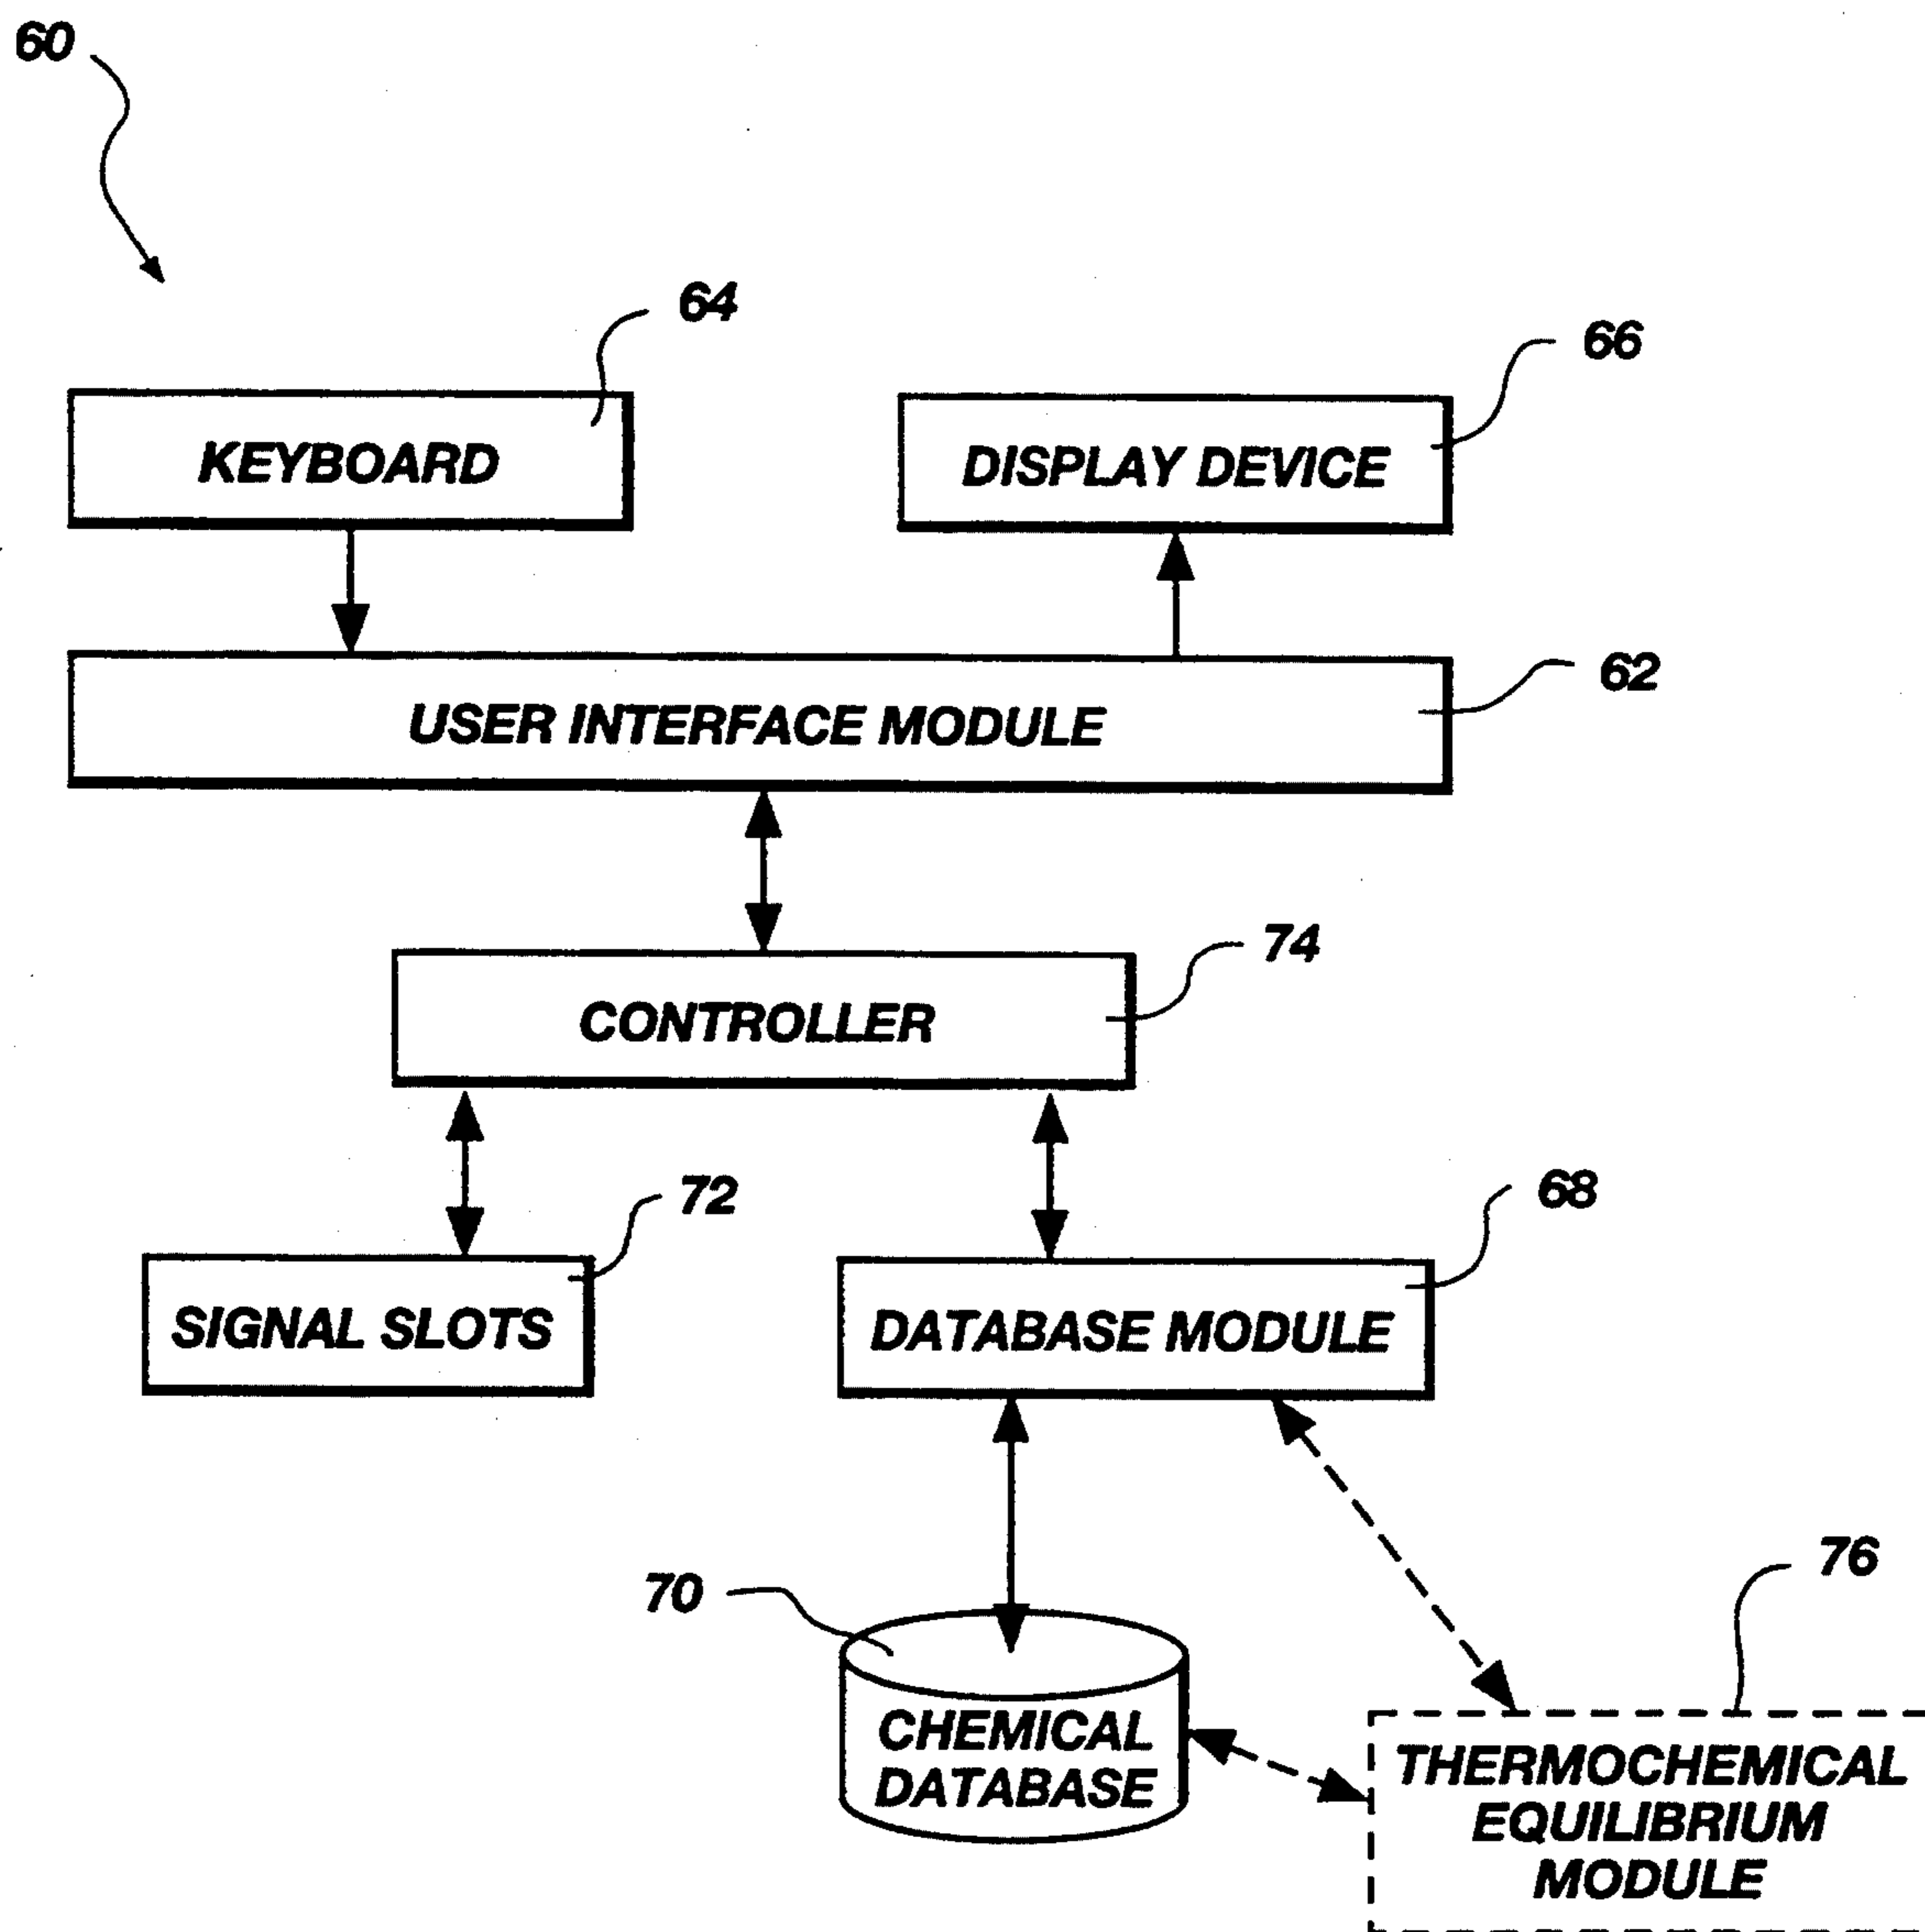 60
64
66
KEYBOARD
DISPLAY DEVICE
62
USER INTERFACE MODULE
74
CONTROLLER
72
68
SIGNAL SLOTS
DATABASE MODULE
76
70
CHEMICAL
DATABASE
THERMOCHEMICAL
EQUILIBRIUM
MODULE